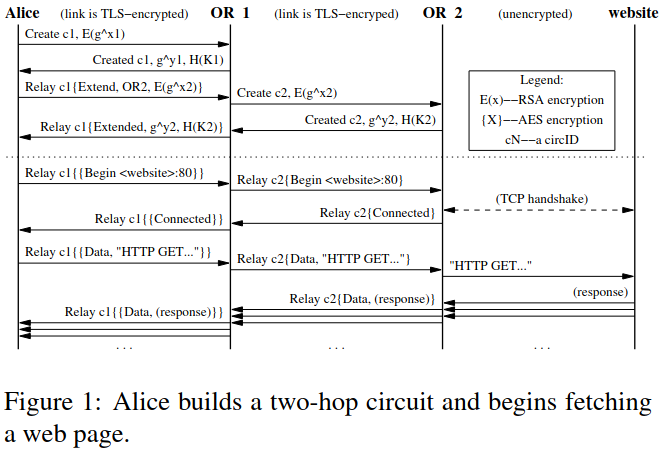 Alice (link is TLS−encrypted) OR 1 (link is TLS−encrypted) OR 2 (unencrypted) website
Create c1, E(g^x1)
Created c1, g^y1, H(K1)
Relay c1{Extend, OR2, E(g^x2)}
Create c2, E(g^x2)
Created c2, g^y2, H(K2)
Relay c1{Extended, g^y2, H(K2)}
Legend:
E(x)−−RSA encryption
{X}−−AES encryption
cN−−a circID
Relay c1{{Begin <website>:80}}
Relay c2{Begin <website>:80}
(TCP handshake)
Relay c2{Connected}
Relay c1{{Connected}}
Relay c1{{Data, "HTTP GET..."}}
Relay c2{Data, "HTTP GET..."}
"HTTP GET..."
(response)
Relay c2{Data, (response)}
Relay c1{{Data, (response)}}
. . . . . . . . .
Figure 1: Alice builds a two-hop circuit and begins fetching
a web page.